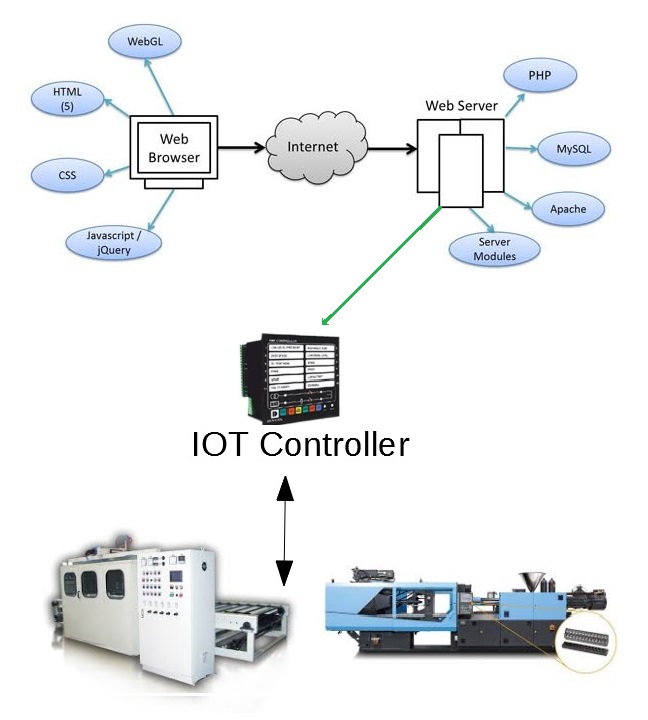 WebGL
HTML
(5)
CSS
Javascript /
jQuery
Web
Browser
Internet
Web Server
PHP
MySQL
Apache
Server
Modules
IOT Controller